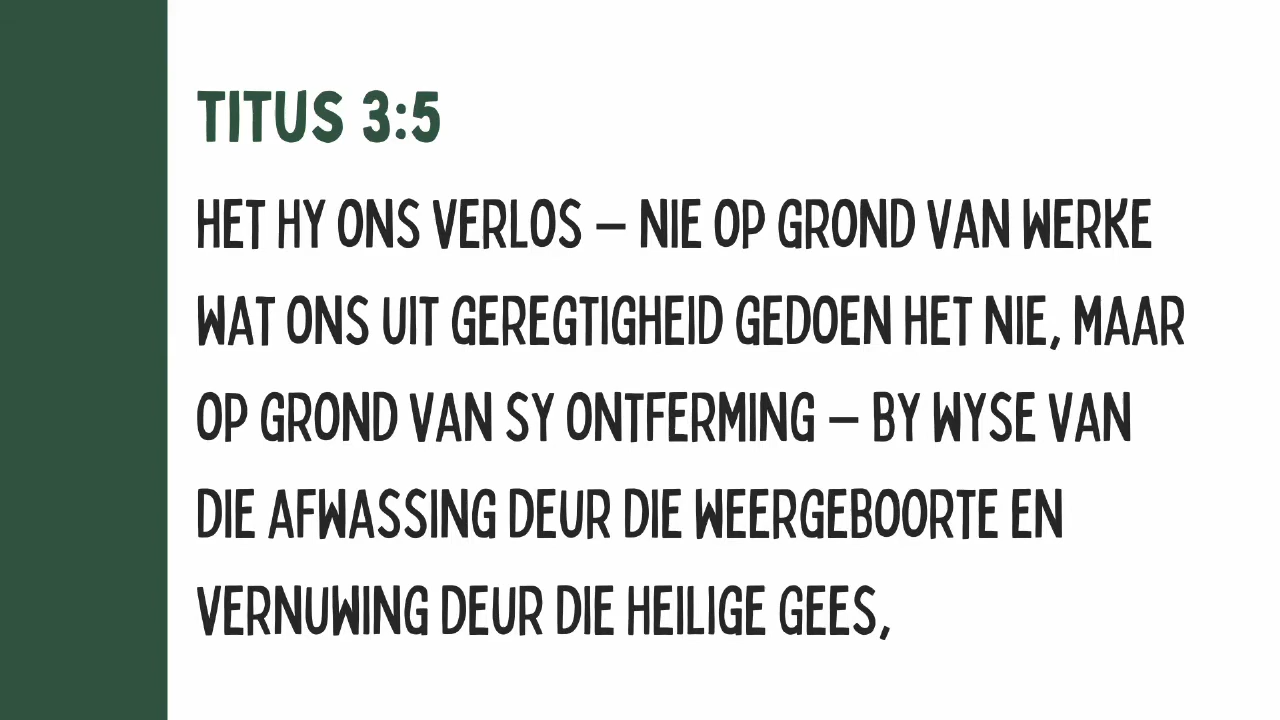 TITUS 3:5
HET HY ONS VERLOS – NIE OP GROND VAN WERKE
WAT ONS UIT GEREGTIGHEID GEDOEN HET NIE, MAAR
OP GROND VAN SY ONTFERMING – BY WYSE VAN
DIE AFWASSING DEUR DIE WEERGEBOORTE EN
VERNUWING DEUR DIE HEILIGE GEES,